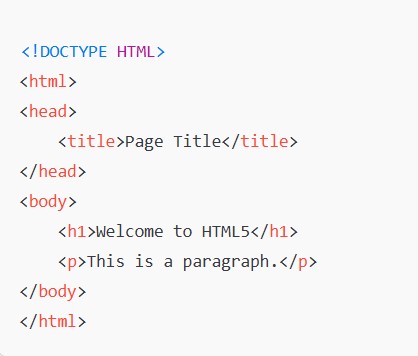 <!DOCTYPE HTML>
<html>
<head>
    <title>Page Title</title>
</head>
<body>
    <h1>Welcome to HTML5</h1>
    <p>This is a paragraph.</p>
</body>
</html>